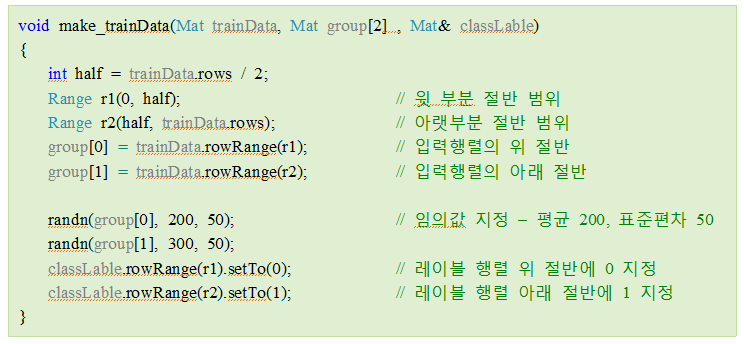 void make_trainData(Mat trainData, Mat group[2] , Mat& classLable)
{
int half = trainData.rows / 2;
Range r1(0, half); // 윗 부분 절반 범위
Range r2(half, trainData.rows); // 아랫부분 절반 범위
group[0] = trainData.rowRange(r1); // 입력행렬의 위 절반
group[1] = trainData.rowRange(r2); // 입력행렬의 아래 절반
randn(group[0], 200, 50); // 임의값 지정 – 평균 200, 표준편차 50
randn(group[1], 300, 50);
classLable.rowRange(r1).setTo(0); // 레이블 행렬 위 절반에 0 지정
classLable.rowRange(r2).setTo(1); // 레이블 행렬 아래 절반에 1 지정
}